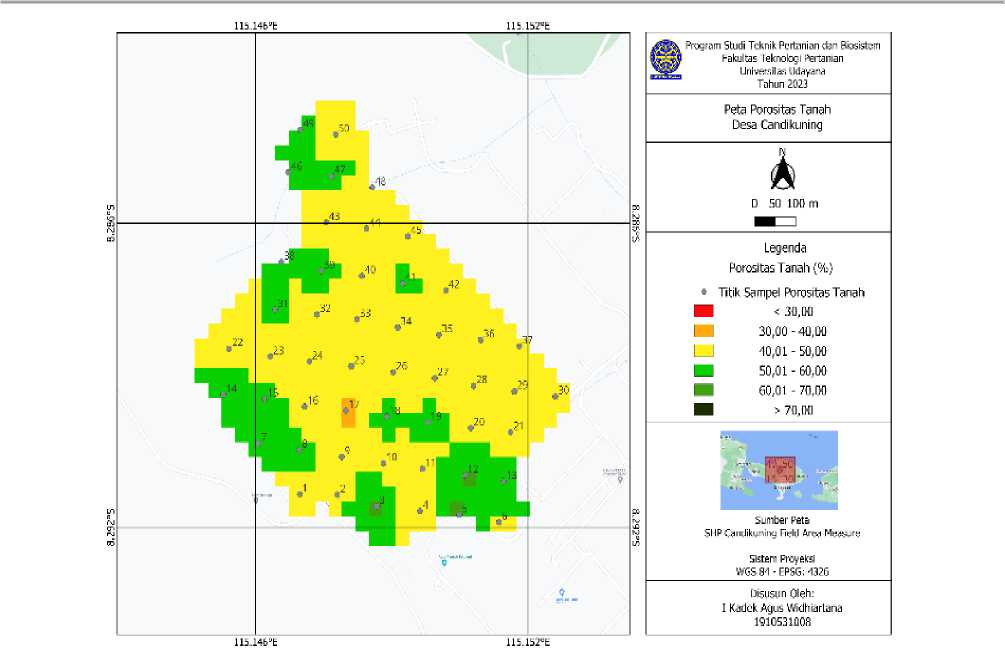 115.146°E
115.152°E
49
50
46
47
48
43
44
45
8.286°S
8.286°S
38
39
40
41
42
31
32
33
34
35
36
37
22
23
24
25
26
27
28
29
30
14
15
16
17
18
19
20
21
7
8
9
10
11
12
13
1
2
3
4
5
6
8.292°S
8.292°S
115.146°E
115.152°E
Program Studi Teknik Pertanian dan Biosistem
Fakultas Teknologi Pertanian
Universitas Udayana
Tahun 2023
Peta Porositas Tanah
Desa Candikuning
N
0 50 100 m
Legenda
Porositas Tanah (%)
Titik Sampel Porositas Tanah
< 30,00
30,00 - 40,00
40,01 - 50,00
50,01 - 60,00
60,01 - 70,00
> 70,00
Sumber Peta
SHP Candikuning Field Area Measure
Sistem Proyeksi
WGS 84 - EPSG: 4326
Disusun Oleh:
I Kadek Agus Widhiartana
1910531008